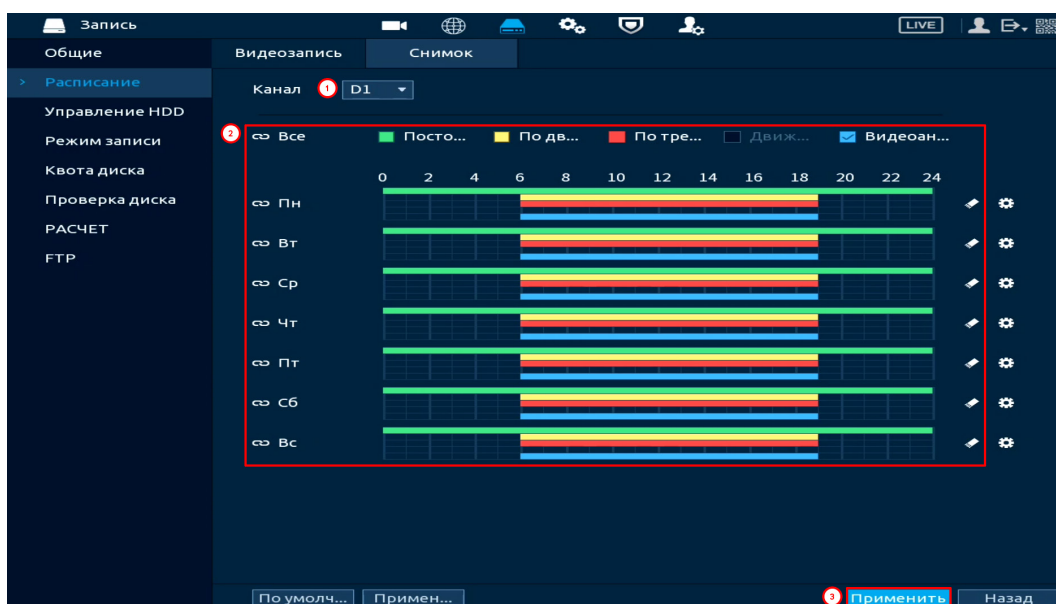 Запись LIVE
Общие
Расписание
Управление HDD
Режим записи
Квота диска
Проверка диска
РАСЧЕТ
FTP
Видеозапись Снимок
Канал 1 D1
2 Все Посто... По дв... По тре... Движ... Видеоан...
0 2 4 6 8 10 12 14 16 18 20 22 24
Пн
Вт
Ср
Чт
Пт
Сб
Вс
По умолч... Примен... 3 Применить Назад